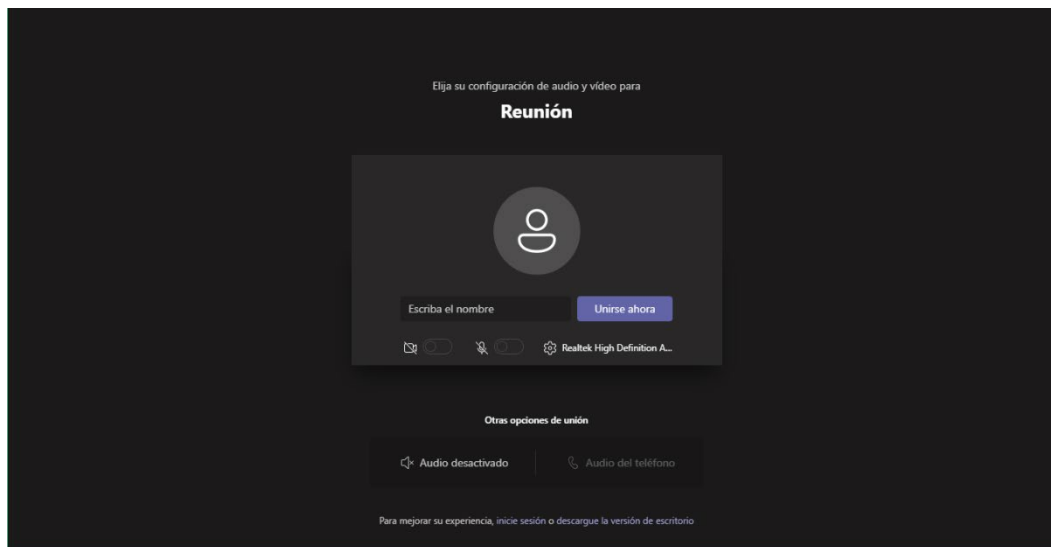 Elija su configuración de audio y vídeo para
Reunión
Escriba el nombre
Unirse ahora
Realtek High Definition A...
Otras opciones de unión
Audio desactivado
Audio del teléfono
Para mejorar su experiencia, inicie sesión o descargue la versión de escritorio